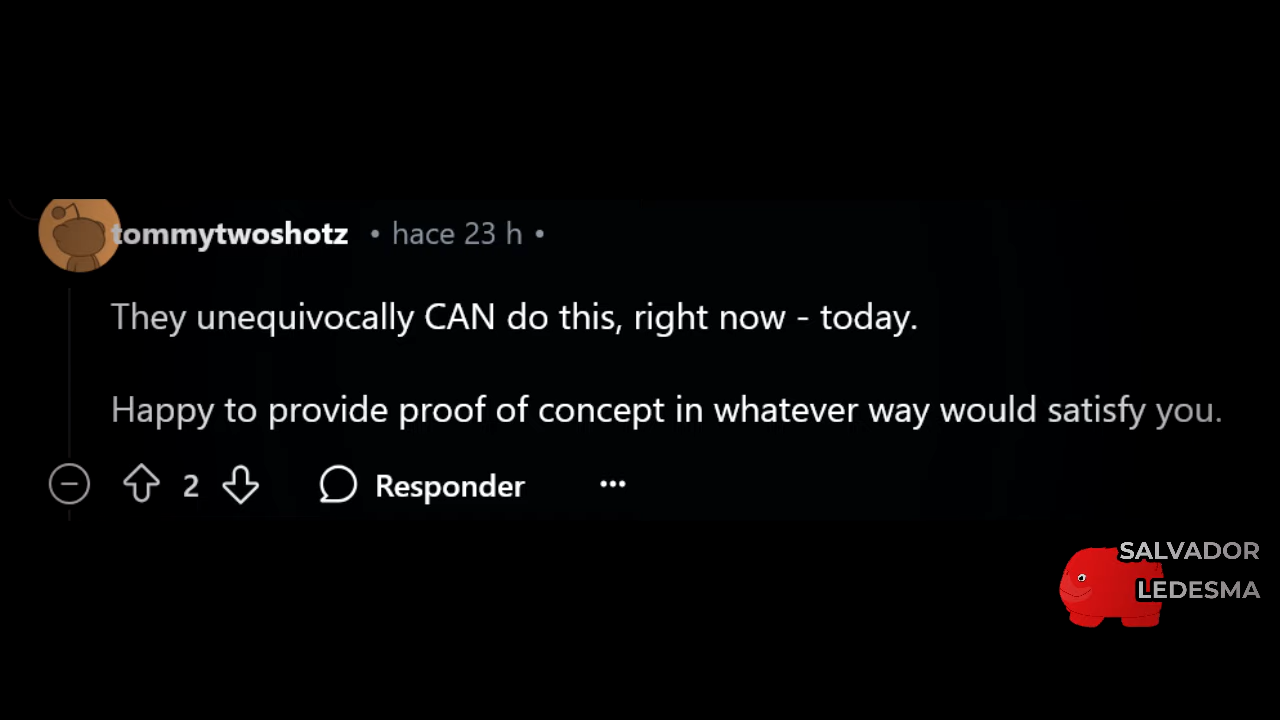 tommytwoshotz • hace 23 h •
They unequivocally CAN do this, right now - today.
Happy to provide proof of concept in whatever way would satisfy you.
2 Responder ...
SALVADOR
LEDESMA